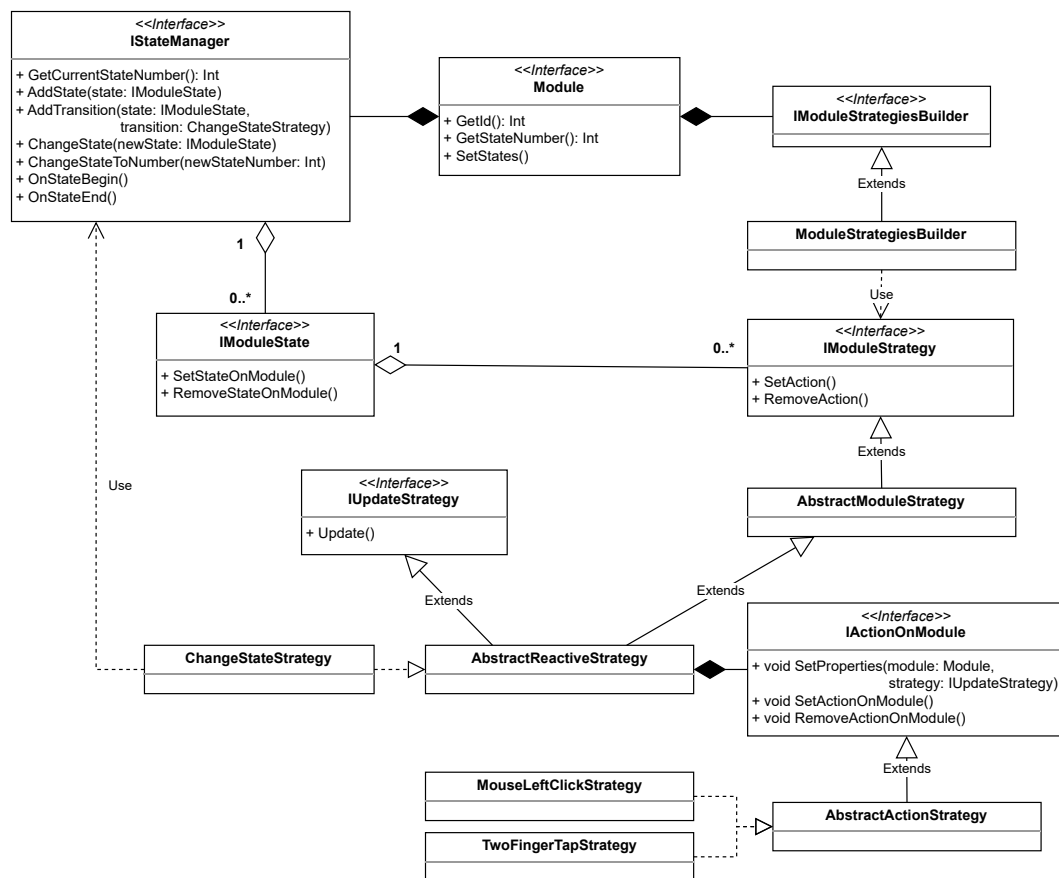 <<Interface>>
IStateManager
+ GetCurrentStateNumber(): Int
+ AddState(state: IModuleState)
+ AddTransition(state: IModuleState,
transition: ChangeStateStrategy)
+ ChangeState(newState: IModuleState)
+ ChangeStateToNumber(newStateNumber: Int)
+ OnStateBegin()
+ OnStateEnd()
<<Interface>>
Module
+ GetId(): Int
+ GetStateNumber(): Int
+ SetStates()
<<Interface>>
IModuleStrategiesBuilder
Extends
ModuleStrategiesBuilder
Use
1
0..*
<<Interface>>
IModuleState
+ SetStateOnModule()
+ RemoveStateOnModule()
1
0..*
<<Interface>>
IModuleStrategy
+ SetAction()
+ RemoveAction()
Extends
Use
<<Interface>>
IUpdateStrategy
+ Update()
AbstractModuleStrategy
Extends
Extends
<<Interface>>
IActionOnModule
+ void SetProperties(module: Module,
strategy: IUpdateStrategy)
+ void SetActionOnModule()
+ void RemoveActionOnModule()
ChangeStateStrategy
AbstractReactiveStrategy
Extends
MouseLeftClickStrategy
TwoFingerTapStrategy
AbstractActionStrategy